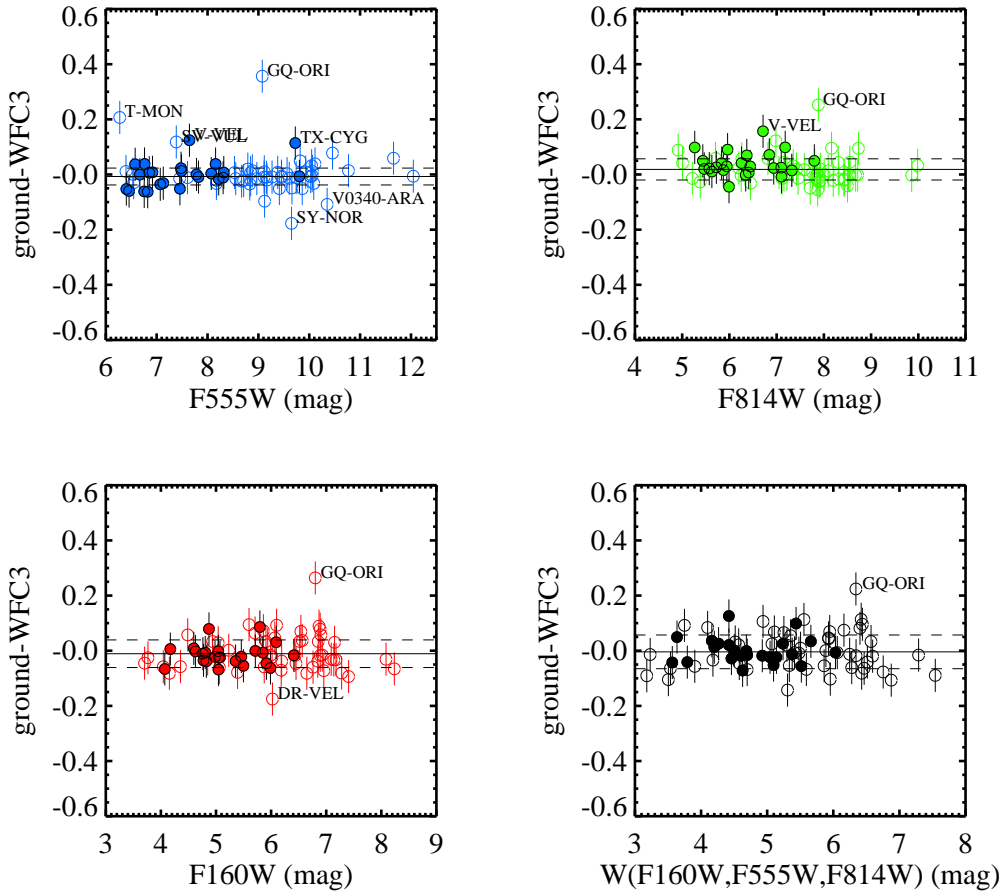 0.6
0.4
0.2
-0.0
-0.2
-0.4
-0.6
ground- WFC3
T-MON
V-VEL
GQ-ORI
TX-CYG
V0340-ARA
SY-NOR
6 7 8 9 10 11 12
F555W (mag)
0.6
0.4
0.2
-0.0
-0.2
-0.4
-0.6
ground- WFC3
GQ-ORI
V-VEL
4 5 6 7 8 9 10 11
F814W (mag)
0.6
0.4
0.2
-0.0
-0.2
-0.4
-0.6
ground- WFC3
GQ-ORI
DR-VEL
3 4 5 6 7 8 9
F160W (mag)
0.6
0.4
0.2
-0.0
-0.2
-0.4
-0.6
ground- WFC3
GQ-ORI
3 4 5 6 7 8
W(F160W,F555W,F814W) (mag)